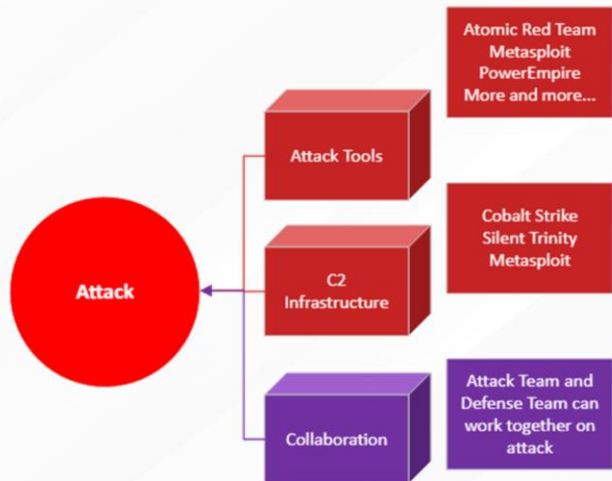 Atomic Red Team
Metasploit
PowerEmpire
More and more...
Attack Tools
Cobalt Strike
Silent Trinity
Metasploit
C2
Infrastructure
Attack
Attack Team and
Defense Team can
work together on
attack
Collaboration